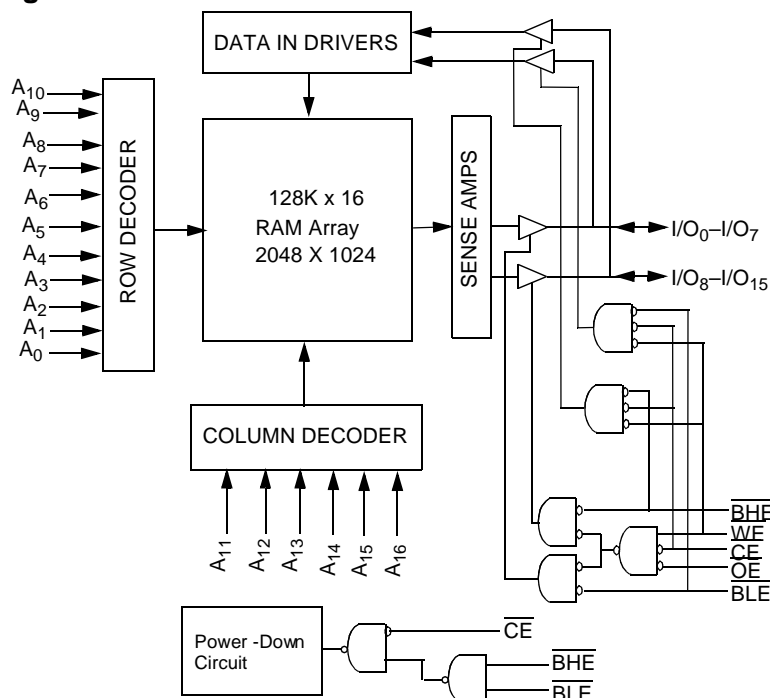 DATA IN DRIVERS
A10
A9
A8
A7
A6
A5
A4
A3
A2
A1
A0
ROW DECODER
128K x 16
RAM Array
2048 X 1024
SENSE AMPS
I/O0–I/O7
I/O8–I/O15
COLUMN DECODER
A11
A12
A13
A14
A15
A16
BHE
WE
CE
OE
BLE
Power -Down
Circuit
CE
BHE
BLE